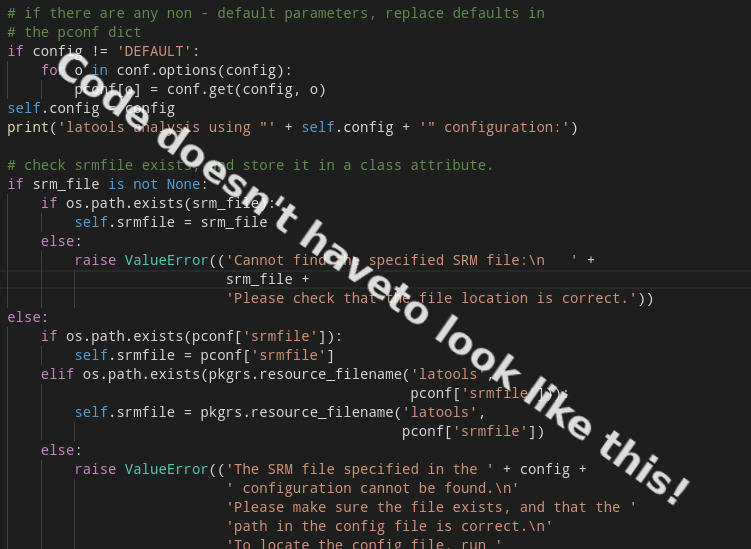 # if there are any non - default parameters, replace defaults in
# the pconf dict
if config != 'DEFAULT':
    for o in conf.options(config):
        pconf[o] = conf.get(config, o)
self.config = config
print('latools analysis using "' + self.config + '" configuration:')
# check srmfile exists, and store it in a class attribute.
if srm_file is not None:
    if os.path.exists(srm_file):
        self.srmfile = srm_file
    else:
        raise ValueError(('Cannot find the specified SRM file:\n   ' +
                          srm_file +
                          'Please check that the file location is correct.'))
else:
    if os.path.exists(pconf['srmfile']):
        self.srmfile = pconf['srmfile']
    elif os.path.exists(pkgrs.resource_filename('latools',
                                                pconf['srmfile'])):
        self.srmfile = pkgrs.resource_filename('latools',
                                               pconf['srmfile'])
    else:
        raise ValueError(('The SRM file specified in the ' + config +
                          ' configuration cannot be found.\n'
                          'Please make sure the file exists, and that the '
                          'path in the config file is correct.\n'
                          'To locate the config file, run '
Code doesn't haveto look like this!